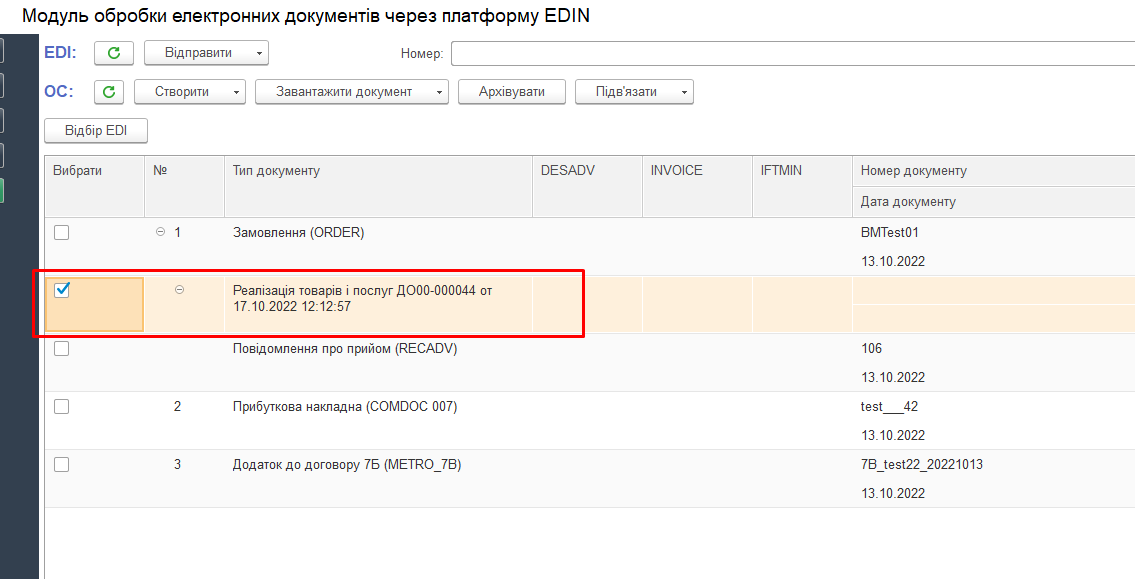 Модуль обробки електронних документів через платформу EDIN
EDI: Відправити Номер:
ОС: Створити Завантажити документ Архівувати Підв'язати
Відбір EDI
Вибрати № Тип документу DESADV INVOICE IFTMIN Номер документу
Дата документу
1 Замовлення (ORDER) BMTest01
13.10.2022
Реалізація товарів і послуг ДО00-000044 от
17.10.2022 12:12:57
Повідомлення про прийом (RECADV) 106
13.10.2022
2 Прибуткова накладна (COMDOC 007) test___42
13.10.2022
3 Додаток до договору 7Б (METRO_7B) 7B_test22_20221013
13.10.2022